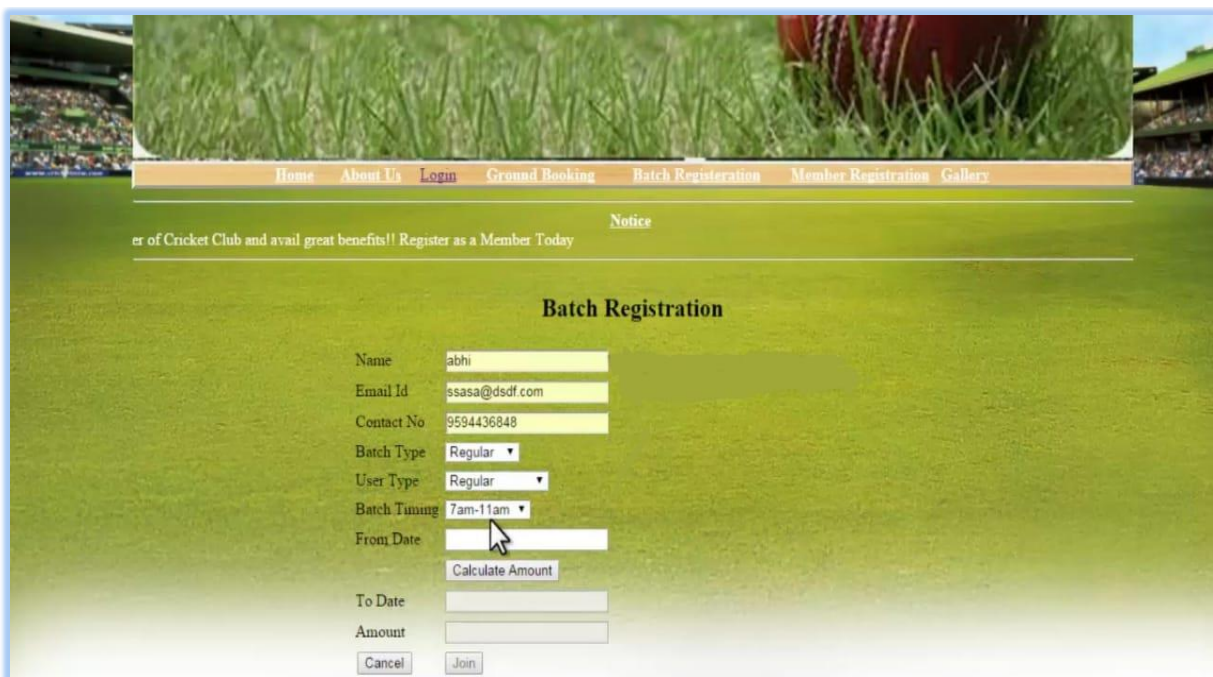 Home About Us Login Ground Booking Batch Registeration Member Registration Gallery
Notice
er of Cricket Club and avail great benefits!! Register as a Member Today
Batch Registration
Name abhi
Email Id ssasa@dsdf.com
Contact No 9594436848
Batch Type Regular
User Type Regular
Batch Timing 7am-11am
From Date
Calculate Amount
To Date
Amount
Cancel Join